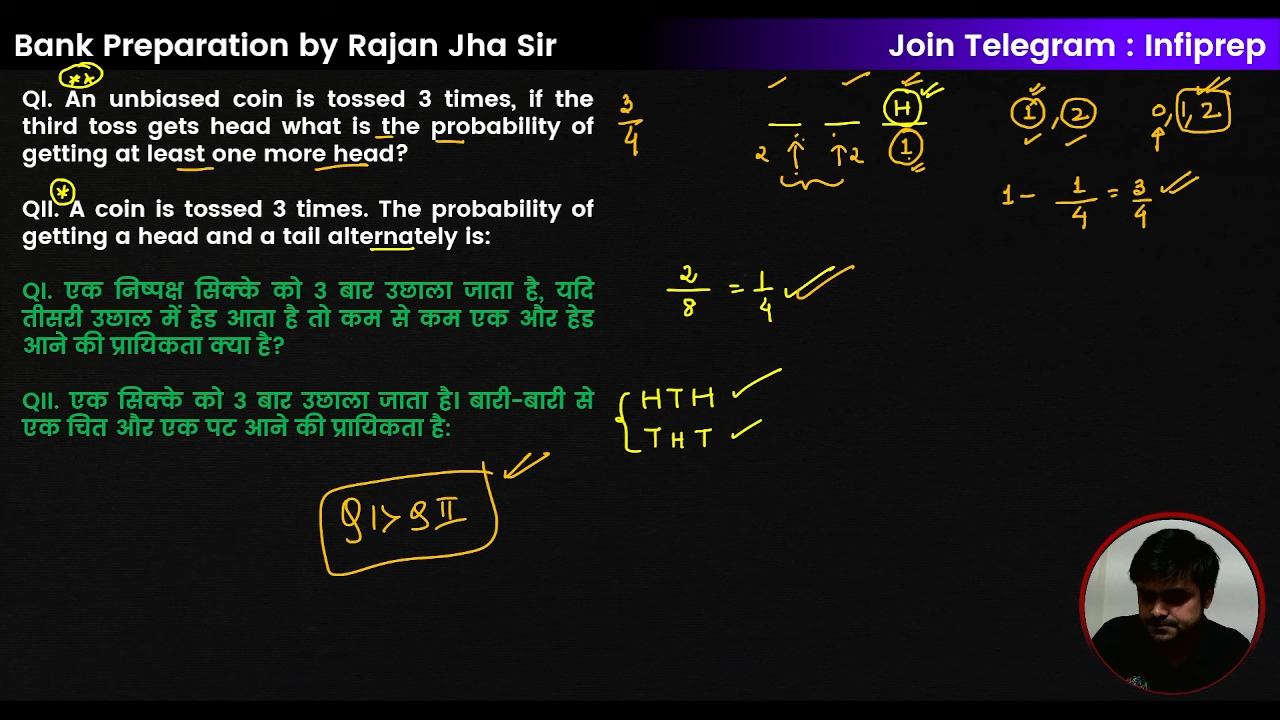 Bank Preparation by Rajan Jha Sir
Join Telegram : Infiprep
**
QI. An unbiased coin is tossed 3 times, if the
third toss gets head what is the probability of
getting at least one more head?
3/4
H
2 2 1
1, 2
0, 1, 2
1 - 1/4 = 3/4
*
QII. A coin is tossed 3 times. The probability of
getting a head and a tail alternately is:
2/8 = 1/4
QI. एक निष्पक्ष सिक्के को 3 बार उछाला जाता है, यदि
तीसरी उछाल में हेड आता है तो कम से कम एक और हेड
आने की प्रायिकता क्या है?
QII. एक सिक्के को 3 बार उछाला जाता है। बारी-बारी से
एक चित और एक पट आने की प्रायिकता है:
H T H
T H T
QI > QII